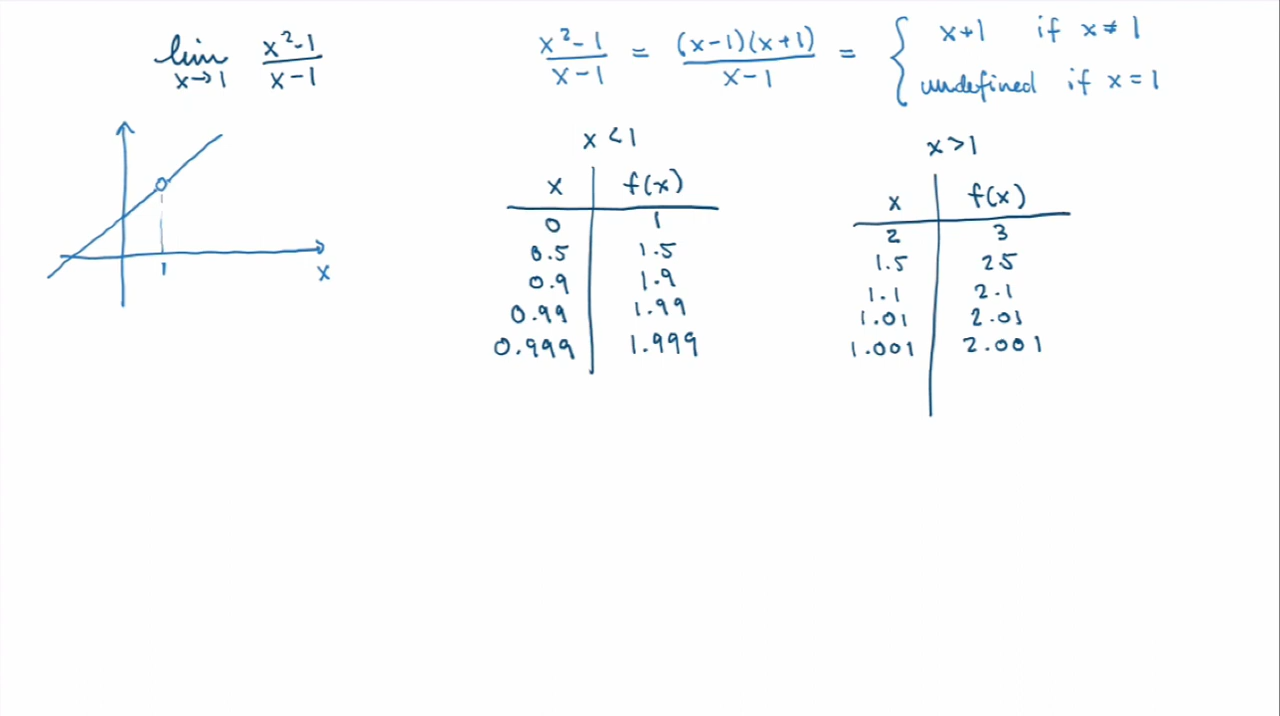 lim x→1 x²-1 / x-1
x²-1 / x-1 = (x-1)(x+1) / x-1 = { x+1 if x≠1
undefined if x=1
1
x
x<1
x f(x)
0 1
0.5 1.5
0.9 1.9
0.99 1.99
0.999 1.999
x>1
x f(x)
2 3
1.5 25
1.1 2.1
1.01 2.01
1.001 2.001